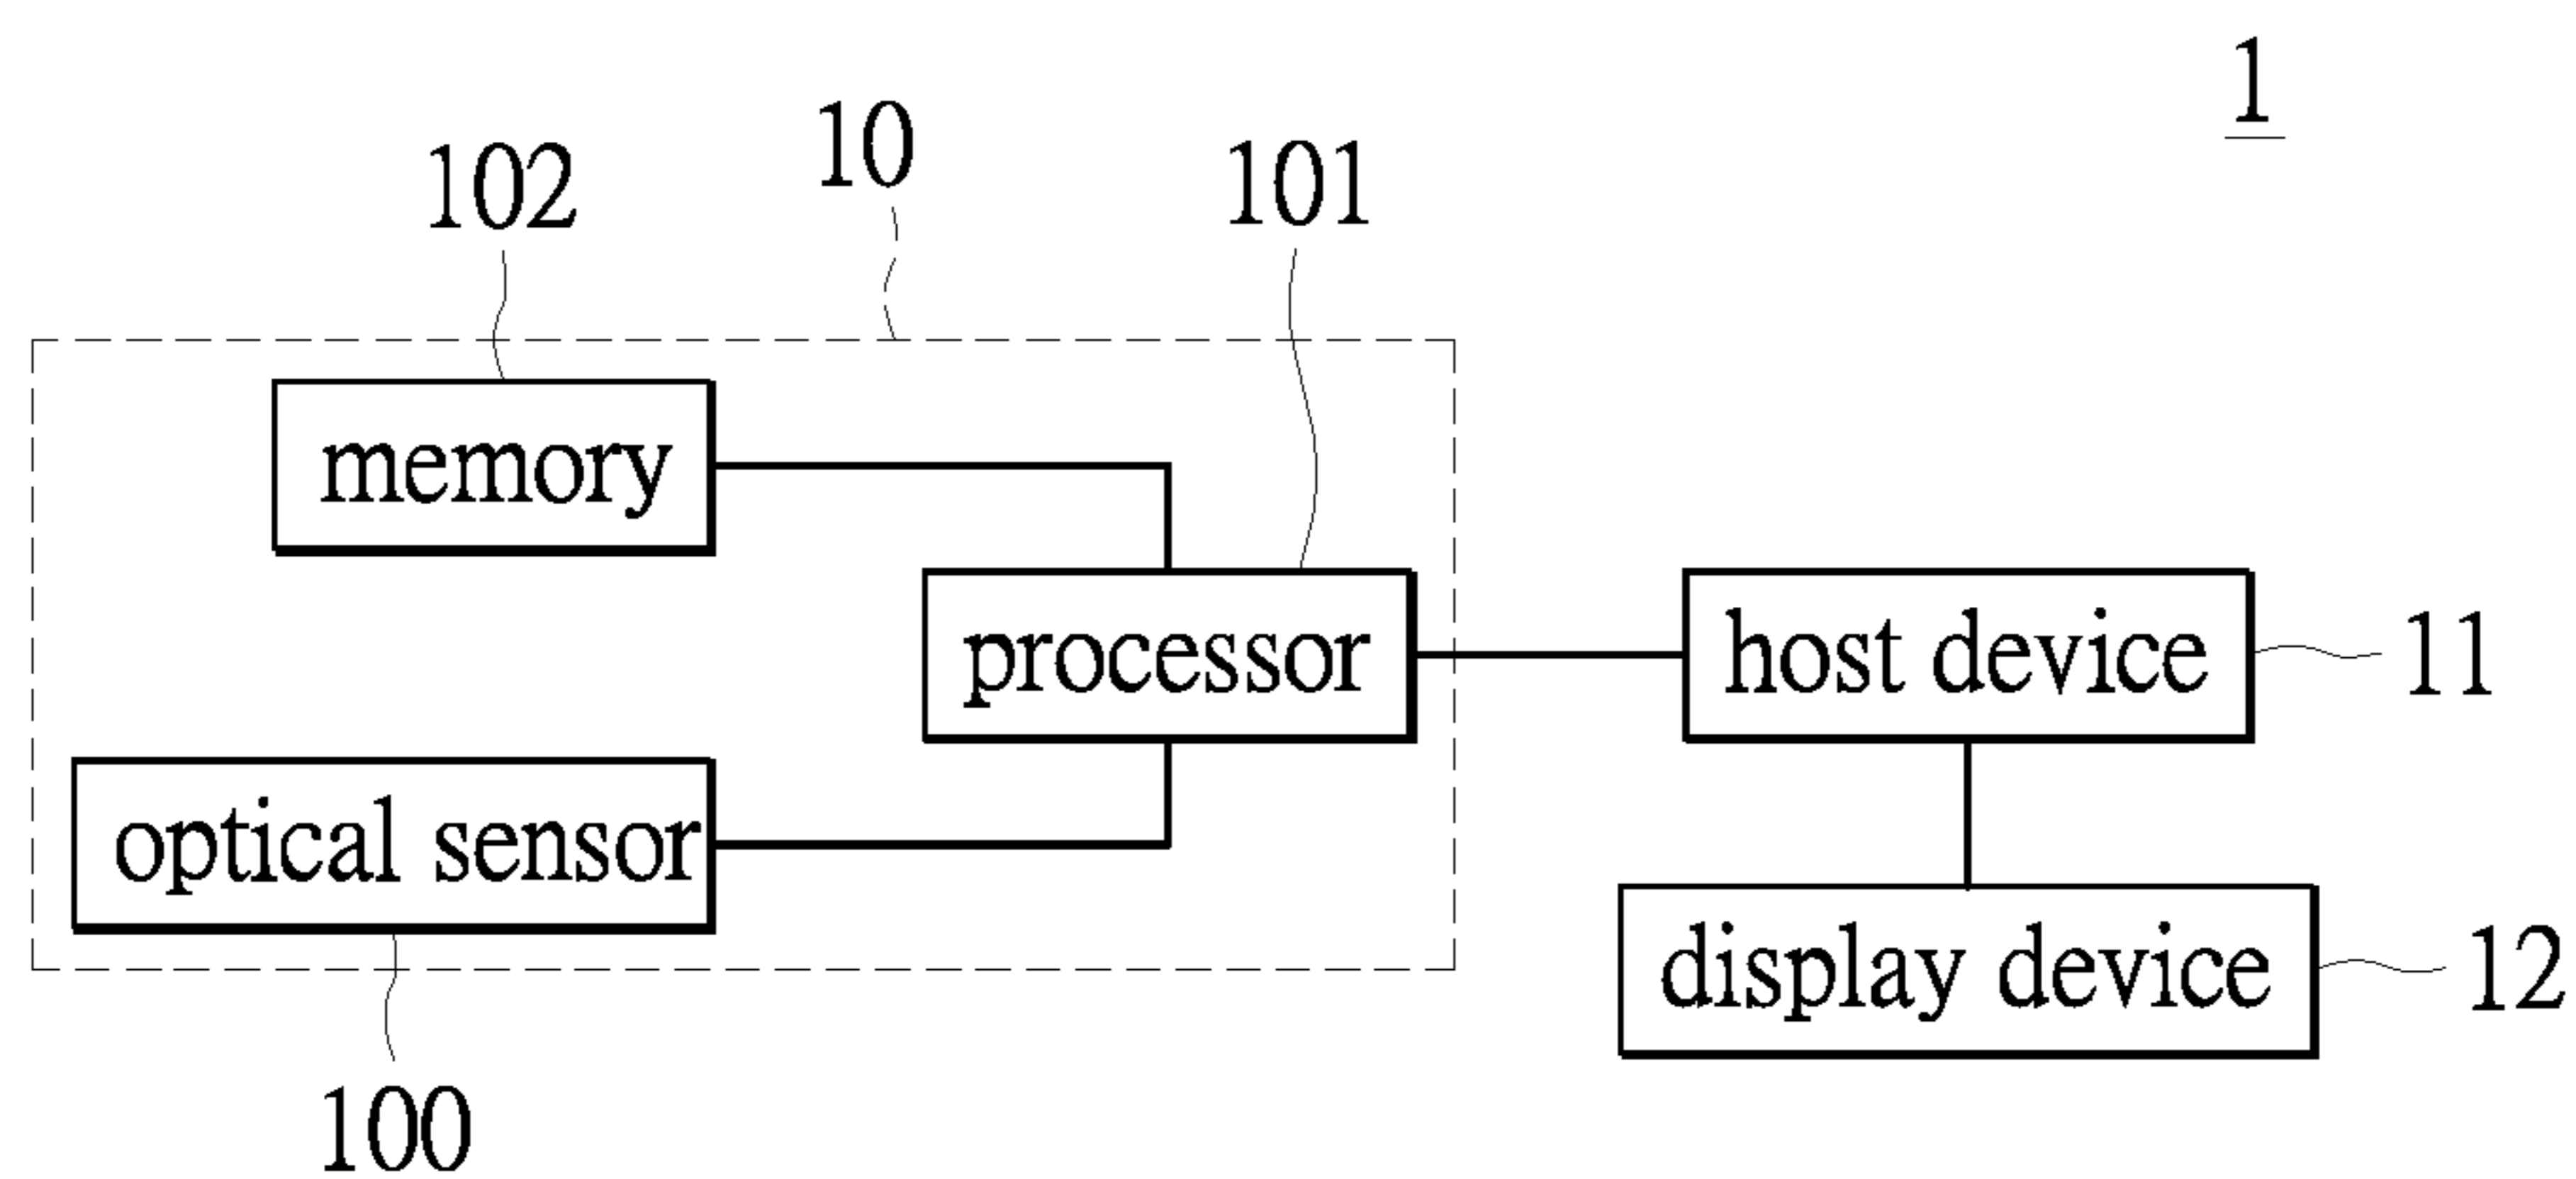 1
10
102
101
memory
processor
host device
11
optical sensor
display device
12
100